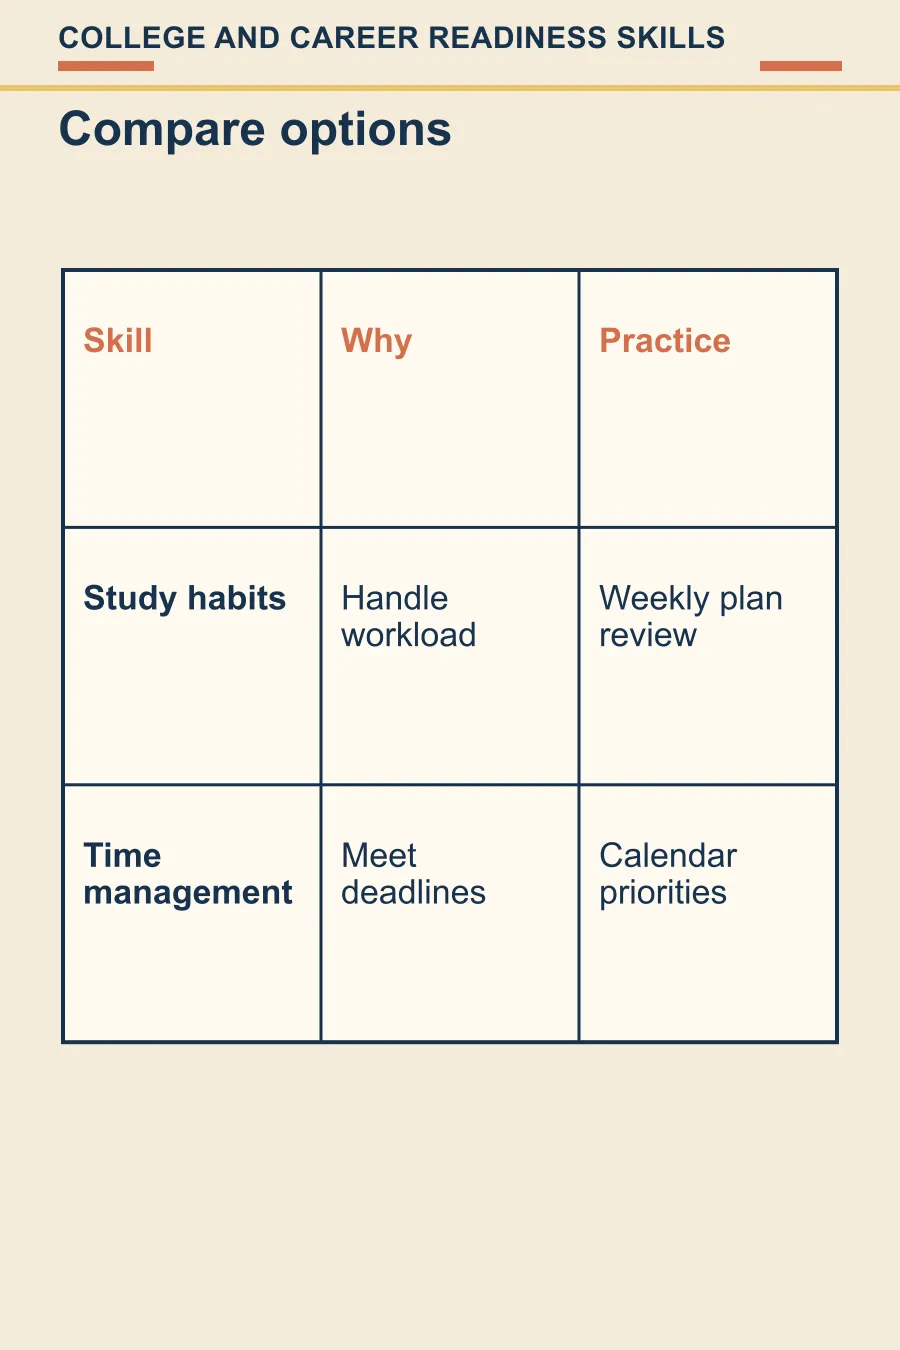 COLLEGE AND CAREER READINESS SKILLS
Compare options
Skill
Why
Practice
Study habits
Handle
workload
Weekly plan
review
Time
management
Meet
deadlines
Calendar
priorities